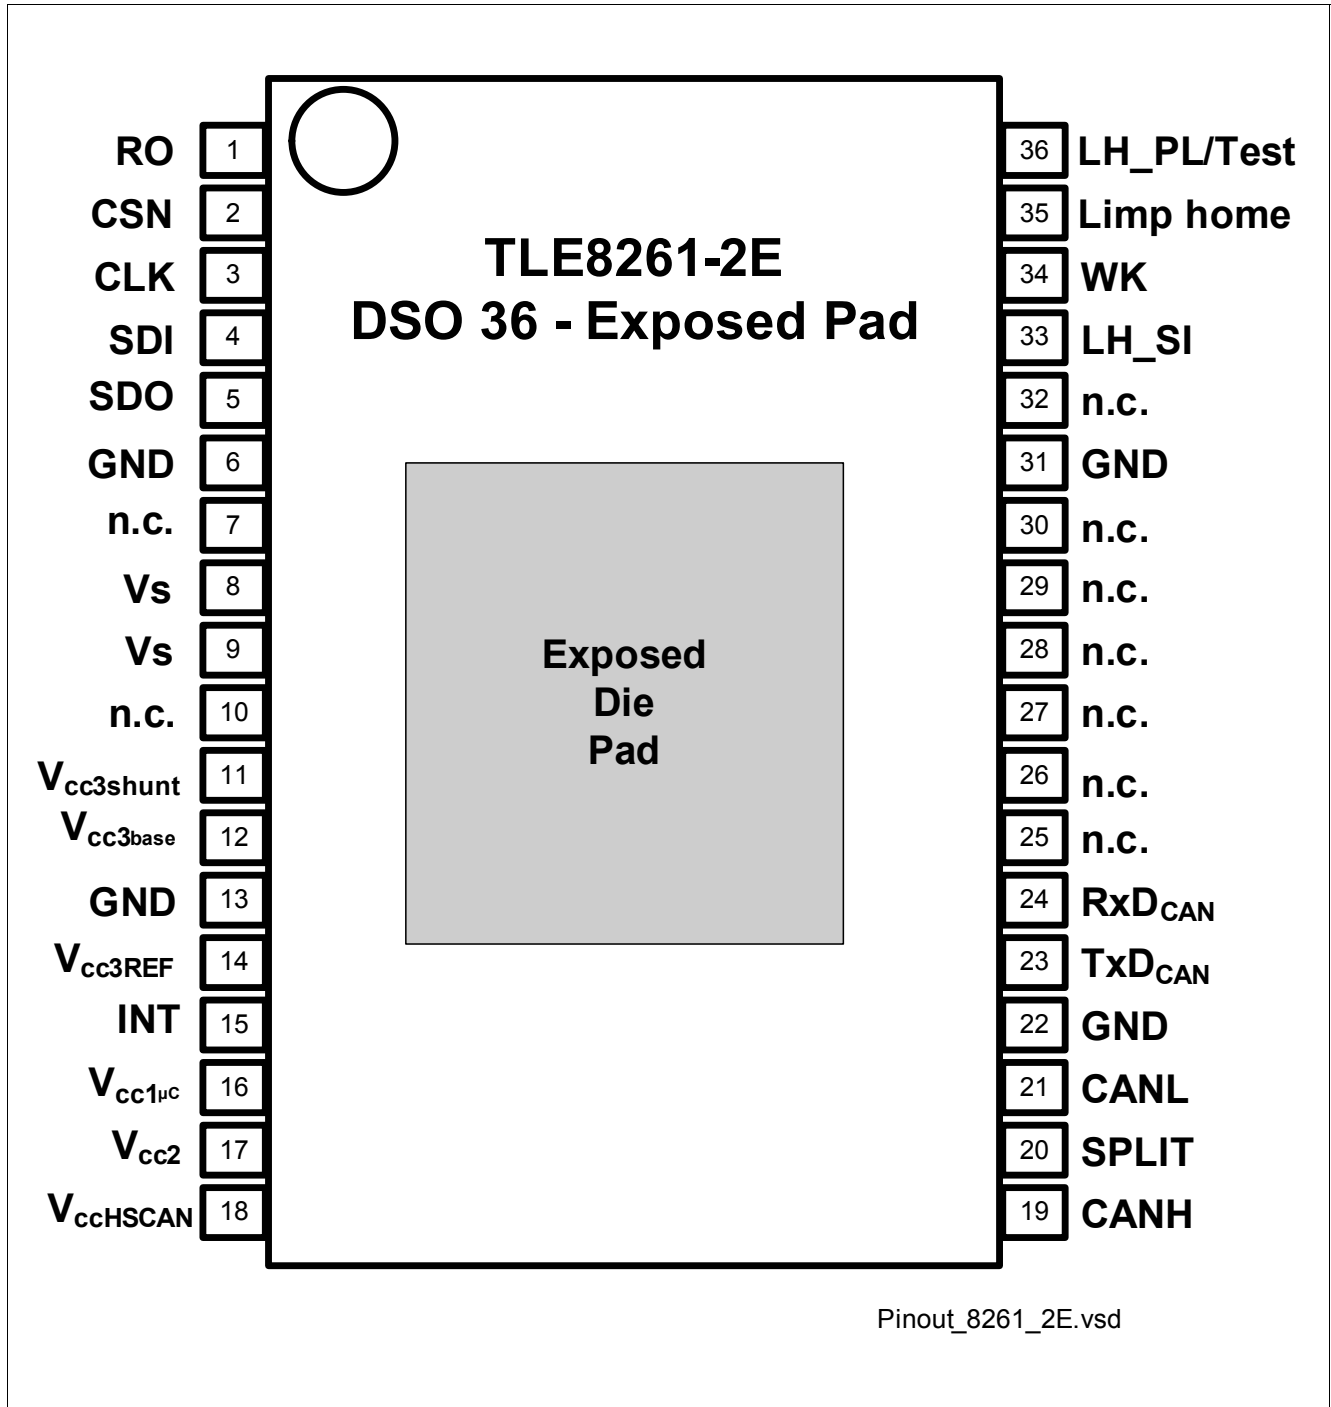 TLE8261-2E
DSO 36 - Exposed Pad
RO 1
CSN 2
CLK 3
SDI 4
SDO 5
GND 6
n.c. 7
Vs 8
Vs 9
n.c. 10
Vcc3shunt 11
Vcc3base 12
GND 13
Vcc3REF 14
INT 15
Vcc1µC 16
Vcc2 17
VccHSCAN 18
Exposed
Die
Pad
36 LH_PL/Test
35 Limp home
34 WK
33 LH_SI
32 n.c.
31 GND
30 n.c.
29 n.c.
28 n.c.
27 n.c.
26 n.c.
25 n.c.
24 RxDCAN
23 TxDCAN
22 GND
21 CANL
20 SPLIT
19 CANH
Pinout_8261_2E.vsd